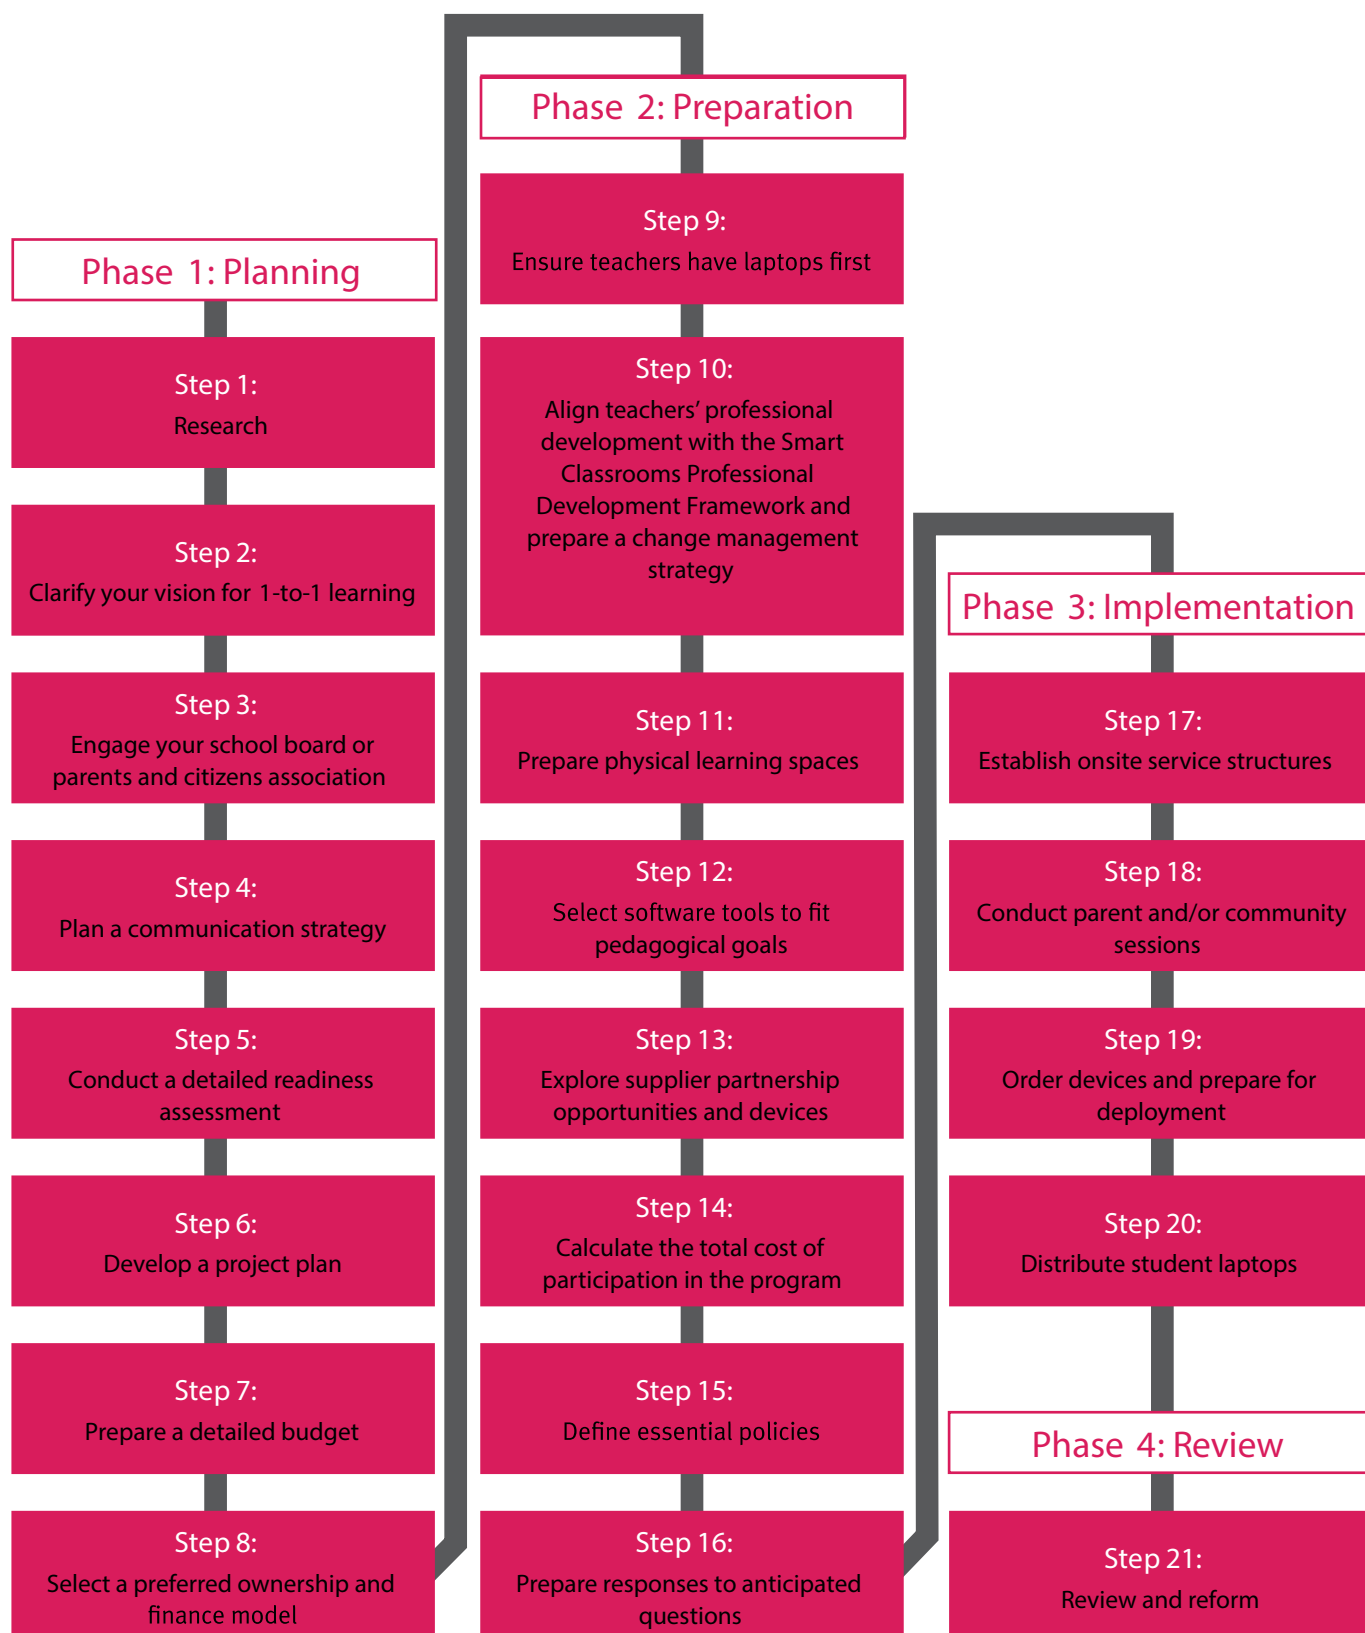 Phase 1: Planning
Step 1:
Research
Step 2:
Clarify your vision for 1-to-1 learning
Step 3:
Engage your school board or
parents and citizens association
Step 4:
Plan a communication strategy
Step 5:
Conduct a detailed readiness
assessment
Step 6:
Develop a project plan
Step 7:
Prepare a detailed budget
Step 8:
Select a preferred ownership and
finance model
Phase 2: Preparation
Step 9:
Ensure teachers have laptops first
Step 10:
Align teachers’ professional
development with the Smart
Classrooms Professional
Development Framework and
prepare a change management
strategy
Step 11:
Prepare physical learning spaces
Step 12:
Select software tools to fit
pedagogical goals
Step 13:
Explore supplier partnership
opportunities and devices
Step 14:
Calculate the total cost of
participation in the program
Step 15:
Define essential policies
Step 16:
Prepare responses to anticipated
questions
Phase 3: Implementation
Step 17:
Establish onsite service structures
Step 18:
Conduct parent and/or community
sessions
Step 19:
Order devices and prepare for
deployment
Step 20:
Distribute student laptops
Phase 4: Review
Step 21:
Review and reform